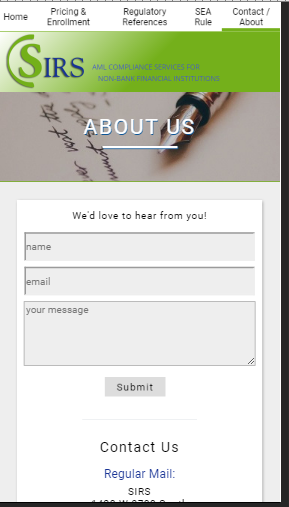 Home
Pricing &
Enrollment
Regulatory
References
SEA
Rule
Contact /
About
SIRS
AML COMPLIANCE SERVICES FOR
NON-BANK FINANCIAL INSTITUTIONS
ABOUT US
We'd love to hear from you!
name
email
your message
Submit
Contact Us
Regular Mail:
SIRS